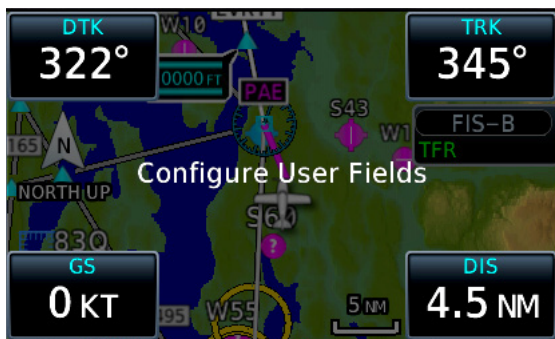 DTK
322°
W10
0000 FT
PAE
TRK
345°
S43
W1
FIS-B
TFR
165
N
NORTH UP
Configure User Fields
S60
83Q
?
GS
0 KT
495
W55
5 NM
DIS
4.5 NM